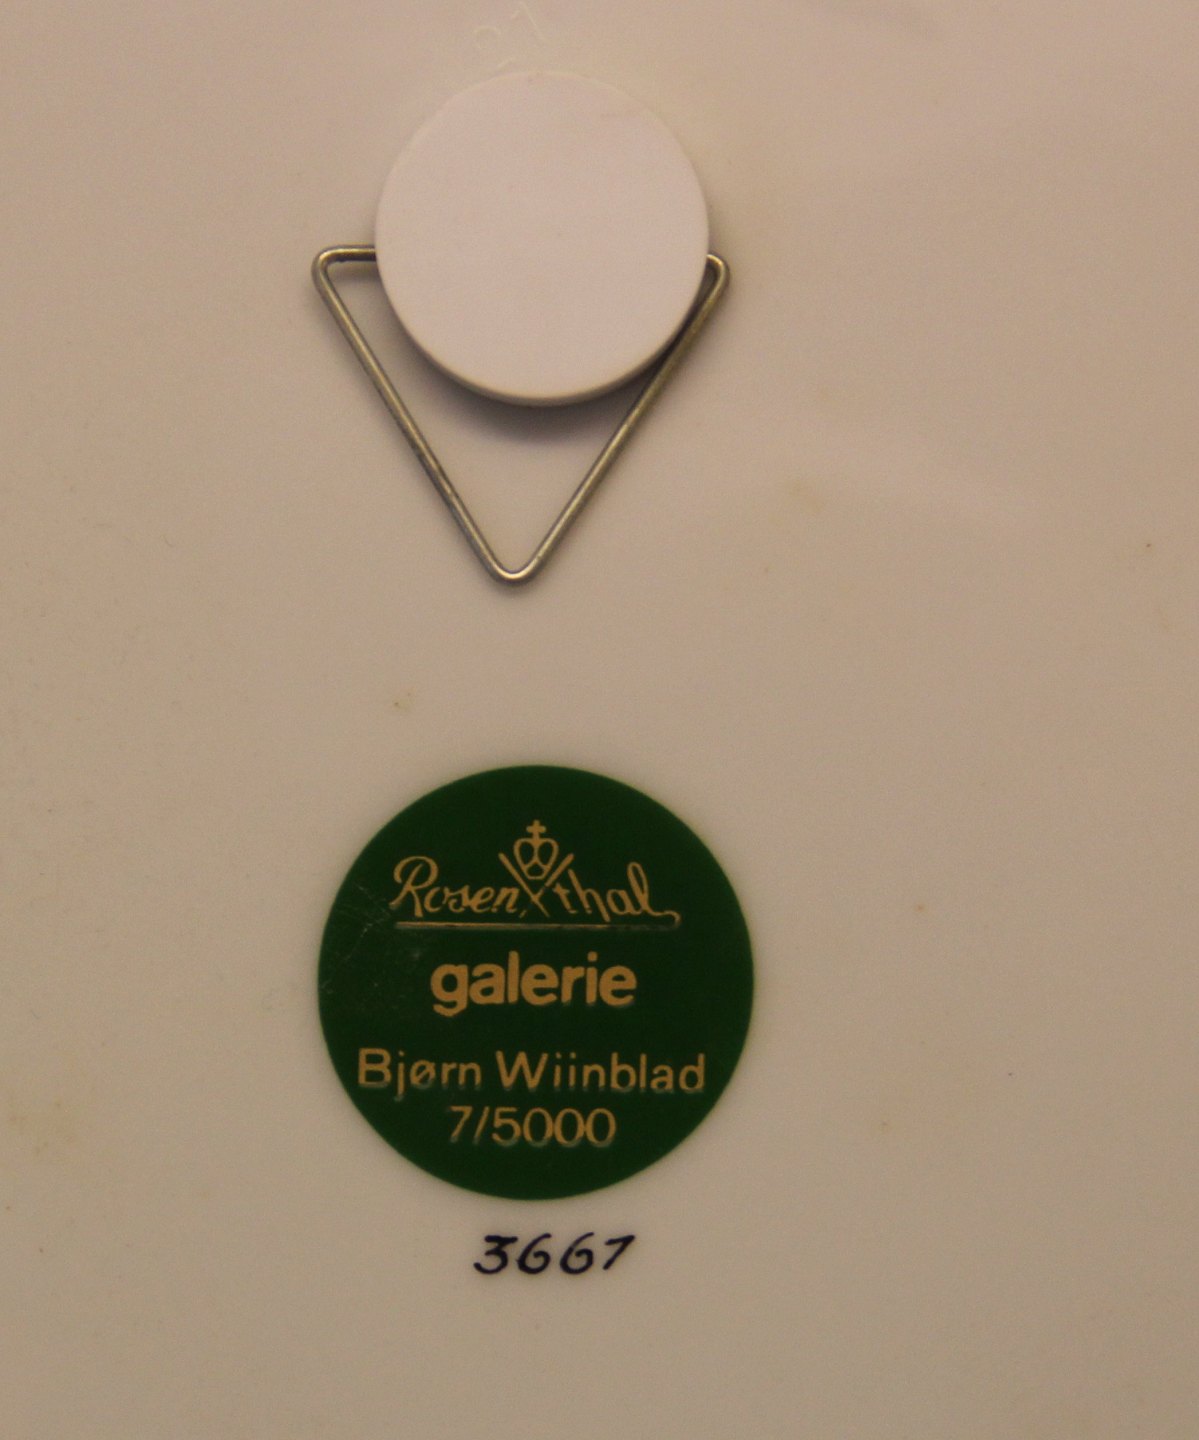 Rosenthal
galerie
Bjørn Wiinblad
7/5000
3667